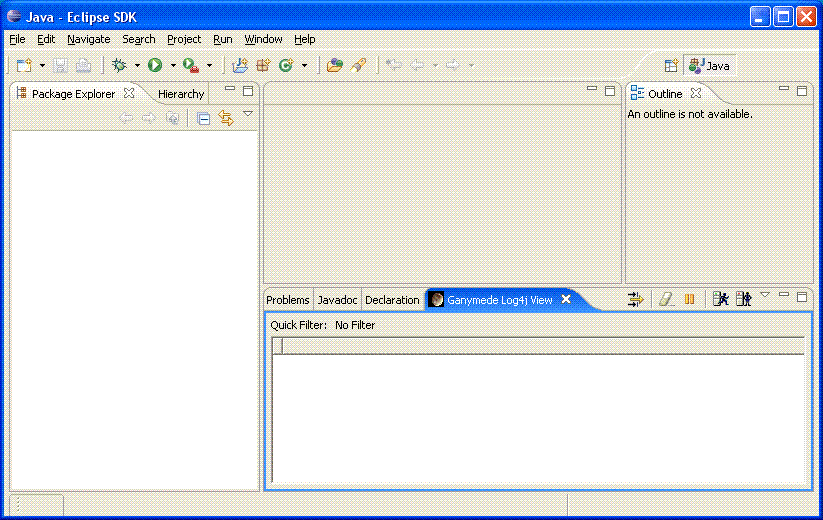 Java - Eclipse SDK
File Edit Navigate Search Project Run Window Help
Java
Package Explorer Hierarchy
Outline
An outline is not available.
Problems Javadoc Declaration Ganymede Log4j View
Quick Filter: No Filter